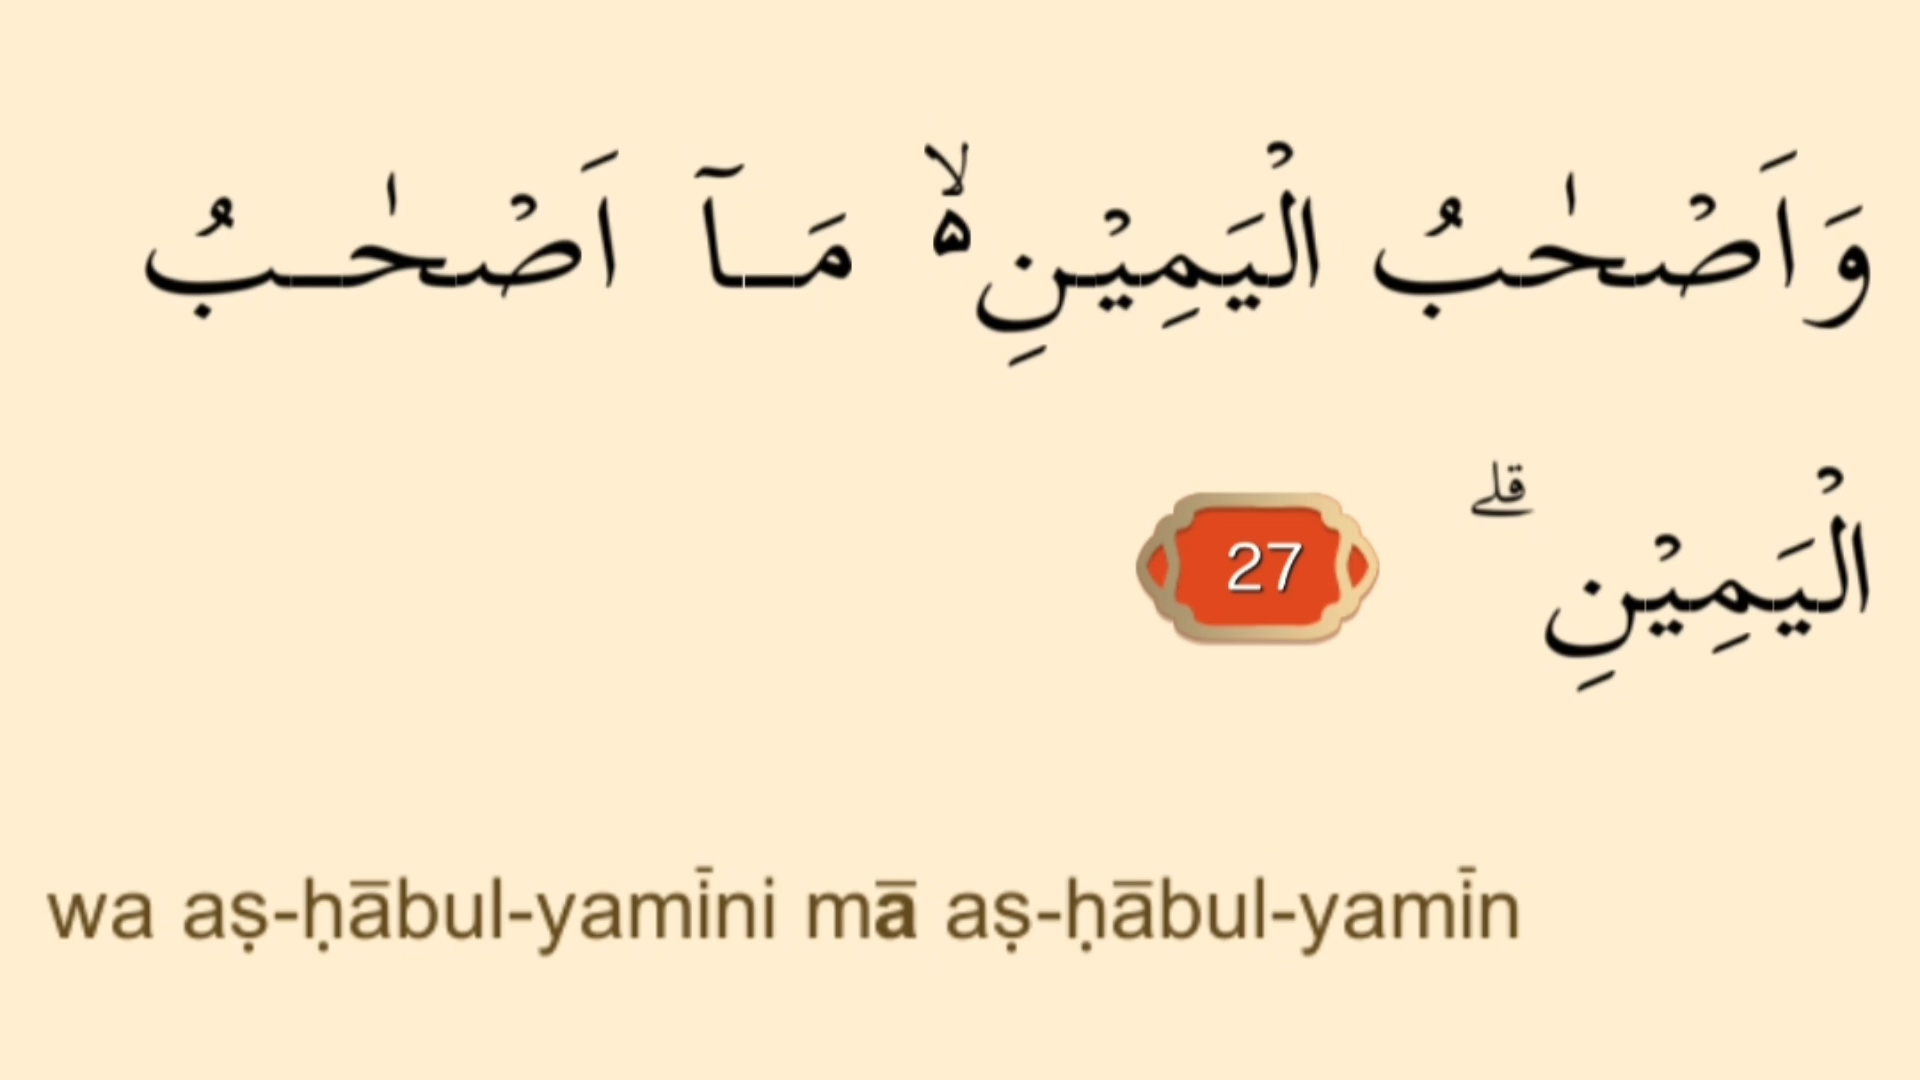 وَاَصْحٰبُ الْيَمِيْنِ ەۙ مَآ اَصْحٰبُ
الْيَمِيْنِۗ 27
wa aṣ-ḥābul-yamīni mā aṣ-ḥābul-yamīn